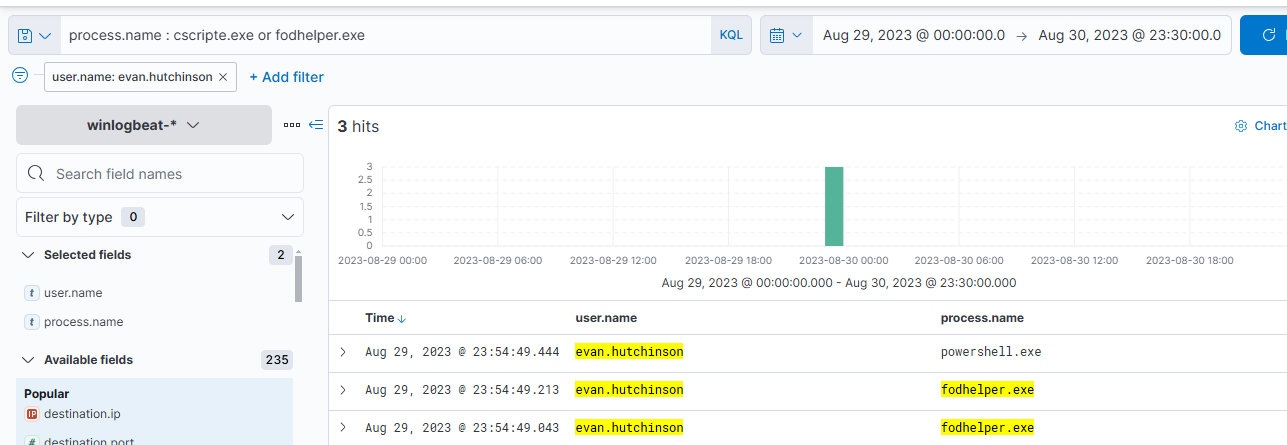 process.name : cscripte.exe or fodhelper.exe KQL Aug 29, 2023 @ 00:00:00.0 → Aug 30, 2023 @ 23:30:00.0
user.name: evan.hutchinson × + Add filter
winlogbeat-*
Search field names
Filter by type 0
Selected fields 2
user.name
process.name
Available fields 235
Popular
destination.ip
destination.port
3 hits Chart
3
2.5
2
1.5
1
0.5
0
2023-08-29 00:00 2023-08-29 06:00 2023-08-29 12:00 2023-08-29 18:00 2023-08-30 00:00 2023-08-30 06:00 2023-08-30 12:00 2023-08-30 18:00
Aug 29, 2023 @ 00:00:00.000 - Aug 30, 2023 @ 23:30:00.000
Time ↓ user.name process.name
Aug 29, 2023 @ 23:54:49.444 evan.hutchinson powershell.exe
Aug 29, 2023 @ 23:54:49.213 evan.hutchinson fodhelper.exe
Aug 29, 2023 @ 23:54:49.043 evan.hutchinson fodhelper.exe